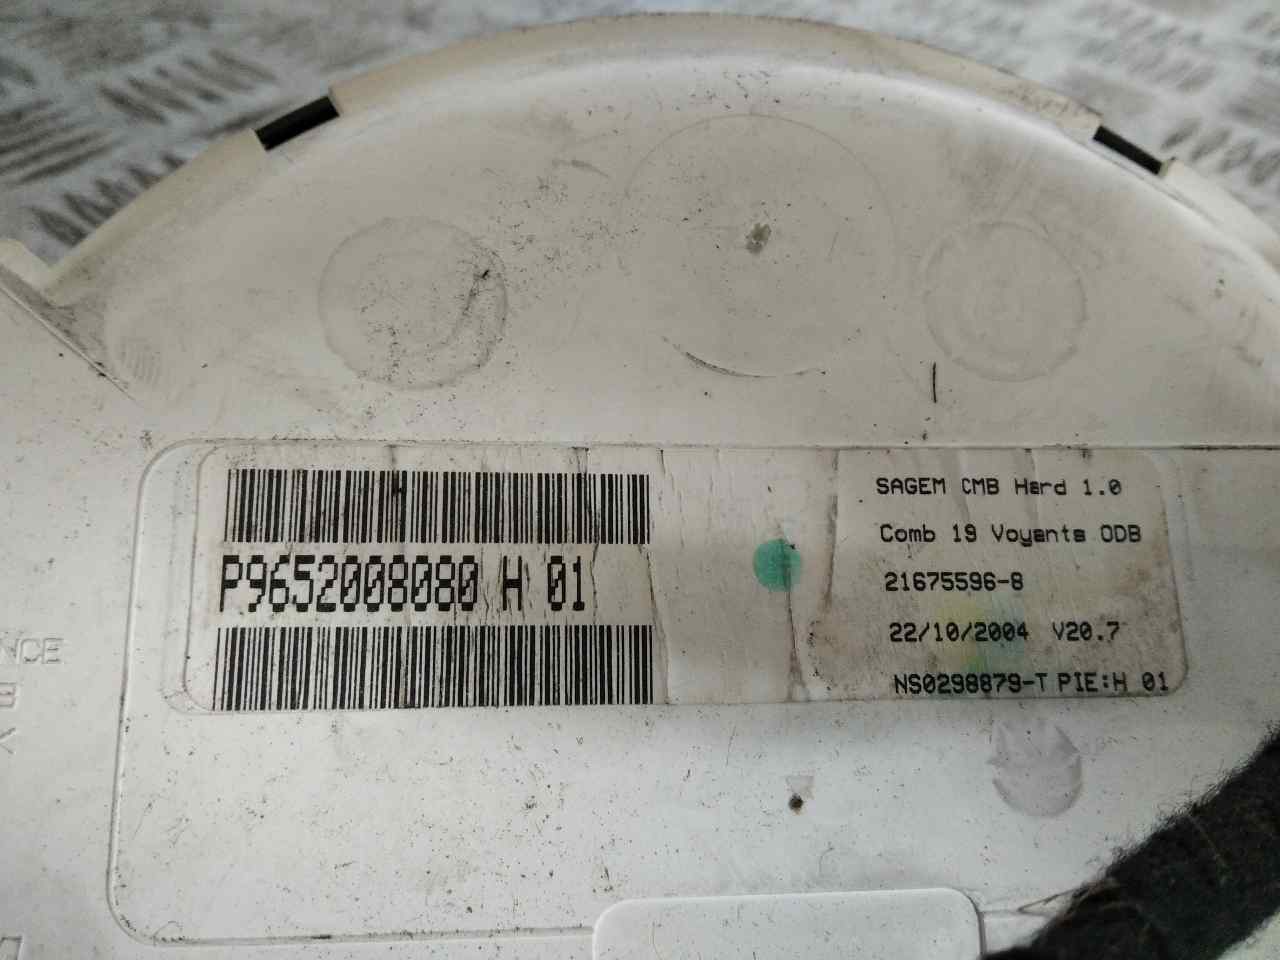 P9652008080 H 01
SAGEM CMB Hard 1.0
Comb 19 Voyants ODB
21675596-8
22/10/2004 V20.7
NS0298879-T PIE:H 01